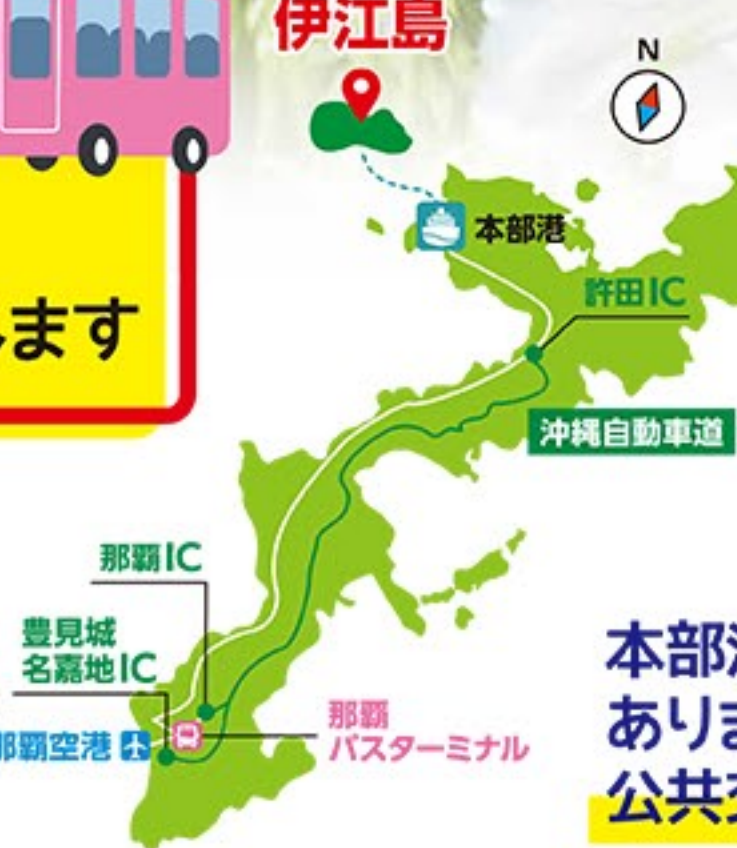 伊江島
N
本部港
許田IC
ます
沖縄自動車道
那覇IC
豊見城
名嘉地IC
那覇空港
那覇
バスターミナル
本部
ありま
公共